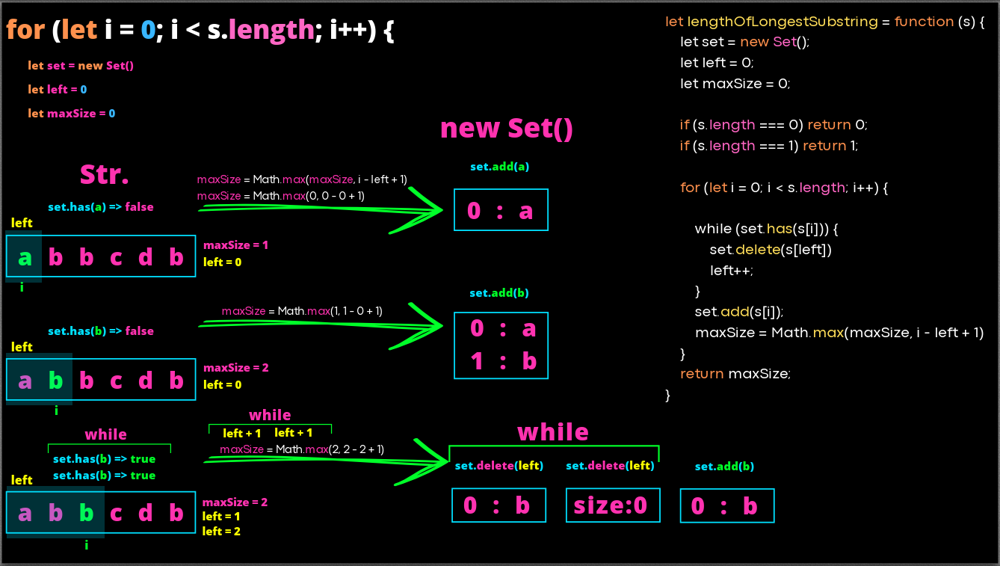 for (let i = 0; i < s.length; i++) {
let set = new Set()
let left = 0
let maxSize = 0
new Set()
Str.
set.has(a) => false
left
a b b c d b
i
maxSize = Math.max(maxSize, i - left + 1)
maxSize = Math.max(0, 0 - 0 + 1)
maxSize = 1
left = 0
set.add(a)
0 : a
set.has(b) => false
left
a b b c d b
i
maxSize = Math.max(1, 1 - 0 + 1)
maxSize = 2
left = 0
set.add(b)
0 : a
1 : b
while
set.has(b) => true
set.has(b) => true
left
a b b c d b
i
while
left + 1 left + 1
maxSize = Math.max(2, 2 - 2 + 1)
maxSize = 2
left = 1
left = 2
while
set.delete(left) set.delete(left) set.add(b)
0 : b size:0 0 : b
let lengthOfLongestSubstring = function (s) {
let set = new Set();
let left = 0;
let maxSize = 0;
if (s.length === 0) return 0;
if (s.length === 1) return 1;
for (let i = 0; i < s.length; i++) {
while (set.has(s[i])) {
set.delete(s[left])
left++;
}
set.add(s[i]);
maxSize = Math.max(maxSize, i - left + 1)
}
return maxSize;
}